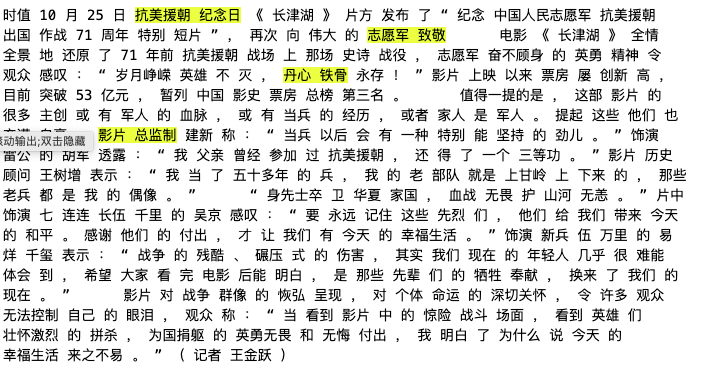 时值 10 月 25 日 抗美援朝 纪念日 《 长津湖 》 片方 发布 了 “ 纪念 中国人民志愿军 抗美援朝
出国 作战 71 周年 特别 短片 ” , 再次 向 伟大 的 志愿军 致敬 电影 《 长津湖 》 全情
全景 地 还原 了 71 年前 抗美援朝 战场 上 那场 史诗 战役 , 志愿军 奋不顾身 的 英勇 精神 令
观众 感叹 : “ 岁月峥嵘 英雄 不 灭 , 丹心 铁骨 永存 ! ” 影片 上映 以来 票房 屡 创新 高 ,
目前 突破 53 亿元 , 暂列 中国 影史 票房 总榜 第三名 。 值得一提的是 , 这部 影片 的
很多 主创 或 有 军人 的 血脉 , 或 有 当兵 的 经历 , 或者 家人 是 军人 。 提起 这些 他们 也
影片 总监制 建新 称 : “ 当兵 以后 会 有 一种 特别 能 坚持 的 劲儿 。 ” 饰演
滚动输出;双击隐藏
雷公 的 胡军 透露 : “ 我 父亲 曾经 参加 过 抗美援朝 , 还 得 了 一个 三等功 。 ” 影片 历史
顾问 王树增 表示 : “ 我 当 了 五十多年 的 兵 , 我 的 老 部队 就是 上甘岭 上 下来 的 , 那些
老兵 都 是 我 的 偶像 。 ” “ 身先士卒 卫 华夏 家国 , 血战 无畏 护 山河 无恙 。 ” 片中
饰演 七 连连 长伍 千里 的 吴京 感叹 : “ 要 永远 记住 这些 先烈 们 , 他们 给 我们 带来 今天
的 和平 。 感谢 他们 的 付出 , 才 让 我们 有 今天 的 幸福生活 。 ” 饰演 新兵 伍 万里 的 易
烊 千玺 表示 : “ 战争 的 残酷 、 碾压 式 的 伤害 , 其实 我们 现在 的 年轻人 几乎 很 难能
体会 到 , 希望 大家 看 完 电影 后能 明白 , 是 那些 先辈 们 的 牺牲 奉献 , 换来 了 我们 的
现在 。 ” 影片 对 战争 群像 的 恢弘 呈现 , 对 个体 命运 的 深切关怀 , 令 许多 观众
无法控制 自己 的 眼泪 , 观众 称 : “ 当 看到 影片 中 的 惊险 战斗 场面 , 看到 英雄 们
壮怀激烈 的 拼杀 , 为国捐躯 的 英勇无畏 和 无悔 付出 , 我 明白 了 为什么 说 今天 的
幸福生活 来之不易 。 ” ( 记者 王金跃 )